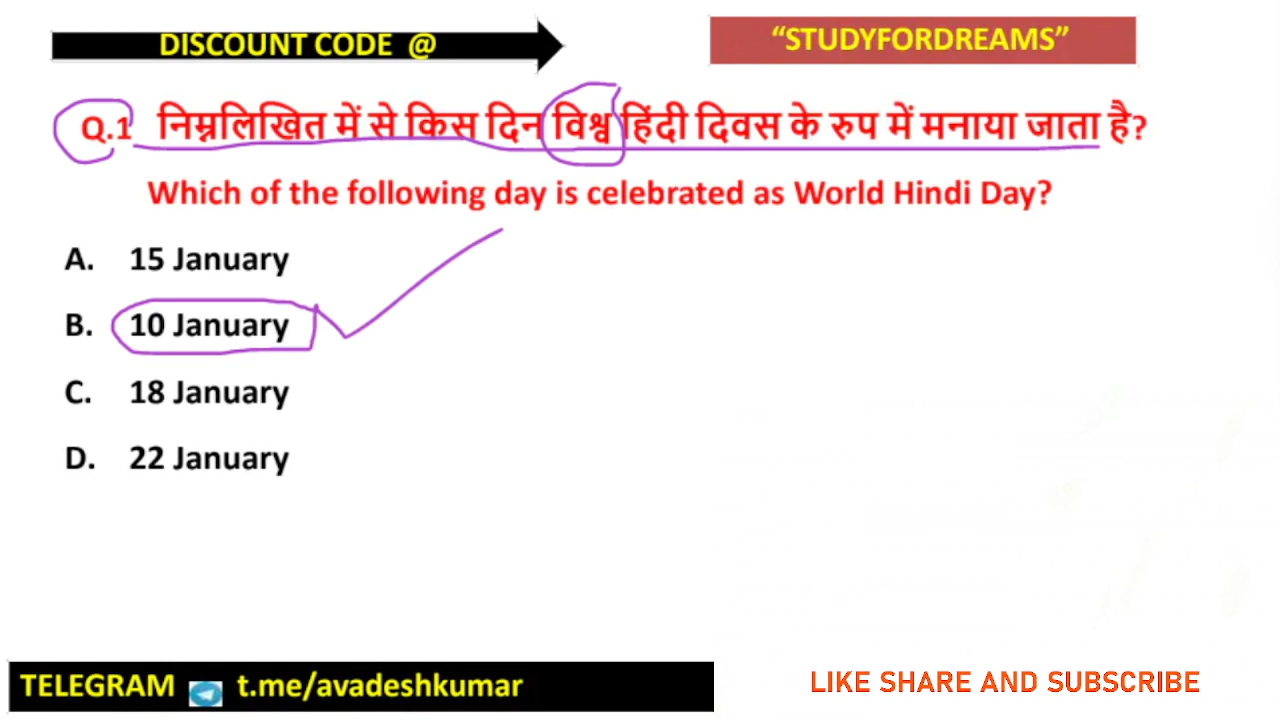 DISCOUNT CODE @
“STUDYFORDREAMS”
Q.1 निम्नलिखित में से किस दिन विश्व हिंदी दिवस के रुप में मनाया जाता है?
Which of the following day is celebrated as World Hindi Day?
A. 15 January
B. 10 January
C. 18 January
D. 22 January
TELEGRAM t.me/avadeshkumar
LIKE SHARE AND SUBSCRIBE